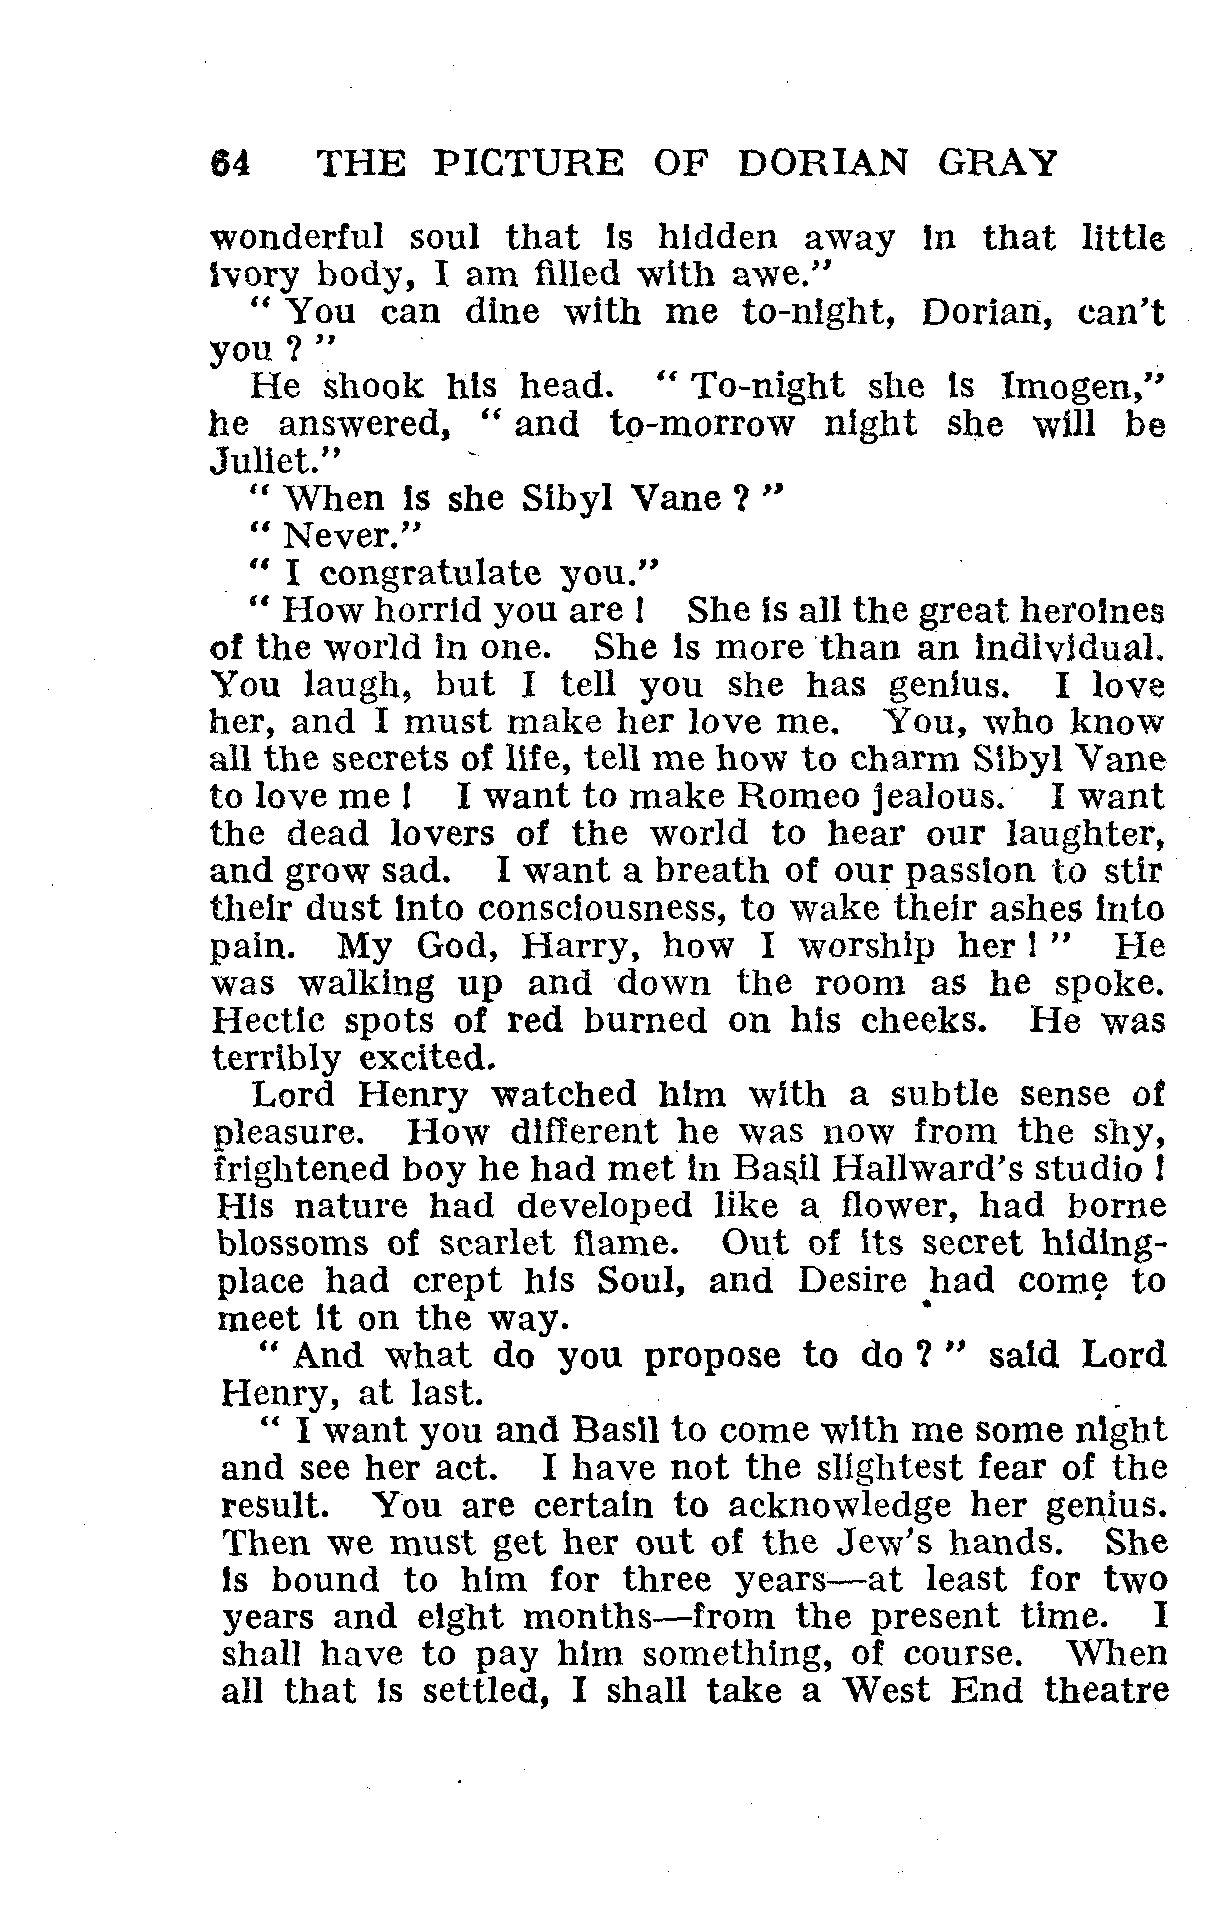 64 THE PICTURE OF DORIAN GRAY
wonderful soul that is hidden away in that little
ivory body, I am filled with awe."
" You can dine with me to-night, Dorian, can't
you ? "
He shook his head. " To-night she is Imogen,"
he answered, " and to-morrow night she will be
Juliet."
" When is she Sibyl Vane ? "
" Never."
" I congratulate you."
" How horrid you are ! She is all the great heroines
of the world in one. She is more than an individual.
You laugh, but I tell you she has genius. I love
her, and I must make her love me. You, who know
all the secrets of life, tell me how to charm Sibyl Vane
to love me ! I want to make Romeo jealous. I want
the dead lovers of the world to hear our laughter,
and grow sad. I want a breath of our passion to stir
their dust into consciousness, to wake their ashes into
pain. My God, Harry, how I worship her ! " He
was walking up and down the room as he spoke.
Hectic spots of red burned on his cheeks. He was
terribly excited.
Lord Henry watched him with a subtle sense of
pleasure. How different he was now from the shy,
frightened boy he had met in Basil Hallward's studio !
His nature had developed like a flower, had borne
blossoms of scarlet flame. Out of its secret hiding-
place had crept his Soul, and Desire had come to
meet it on the way.
" And what do you propose to do ? " said Lord
Henry, at last.
" I want you and Basil to come with me some night
and see her act. I have not the slightest fear of the
result. You are certain to acknowledge her genius.
Then we must get her out of the Jew's hands. She
is bound to him for three years—at least for two
years and eight months—from the present time. I
shall have to pay him something, of course. When
all that is settled, I shall take a West End theatre